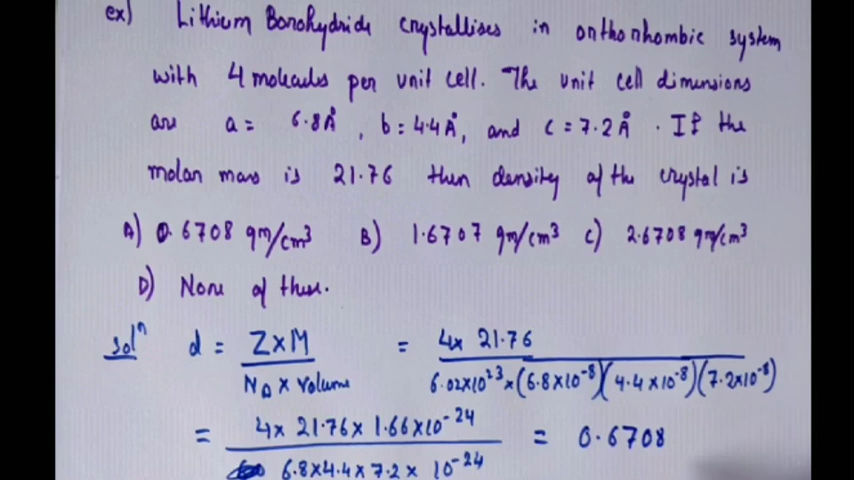 ex) Lithium Borohydride crystallises in orthorhombic system
with 4 molecules per unit cell. The unit cell dimensions
are a = 6.8Å , b = 4.4Å, and c = 7.2Å . If the
molar mass is 21.76 then density of the crystal is
A) 0.6708 gm/cm³ B) 1.6707 gm/cm³ C) 2.6708 gm/cm³
D) None of these.
solⁿ d = Z×M / N_A × volume = 4× 21.76 / 6.02×10²³×(6.8×10⁻⁸)(4.4×10⁻⁸)(7.2×10⁻⁸)
= 4× 21.76× 1.66×10⁻²⁴ / 6.8×4.4×7.2× 10⁻²⁴ = 0.6708